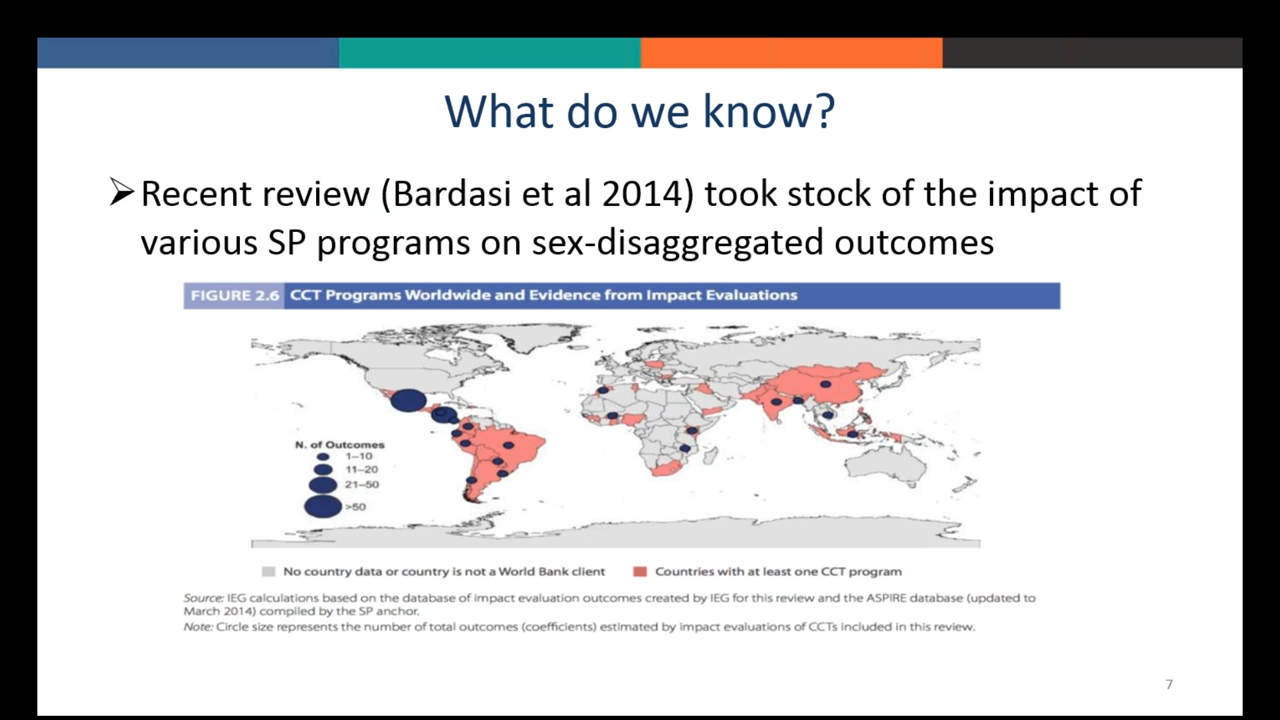 What do we know?
➢Recent review (Bardasi et al 2014) took stock of the impact of
various SP programs on sex-disaggregated outcomes
FIGURE 2.6 CCT Programs Worldwide and Evidence from Impact Evaluations
N. of Outcomes
1–10
11–20
21–50
>50
No country data or country is not a World Bank client Countries with at least one CCT program
Source: IEG calculations based on the database of impact evaluation outcomes created by IEG for this review and the ASPIRE database (updated to
March 2014) compiled by the SP anchor.
Note: Circle size represents the number of total outcomes (coefficients) estimated by impact evaluations of CCTs included in this review.
7